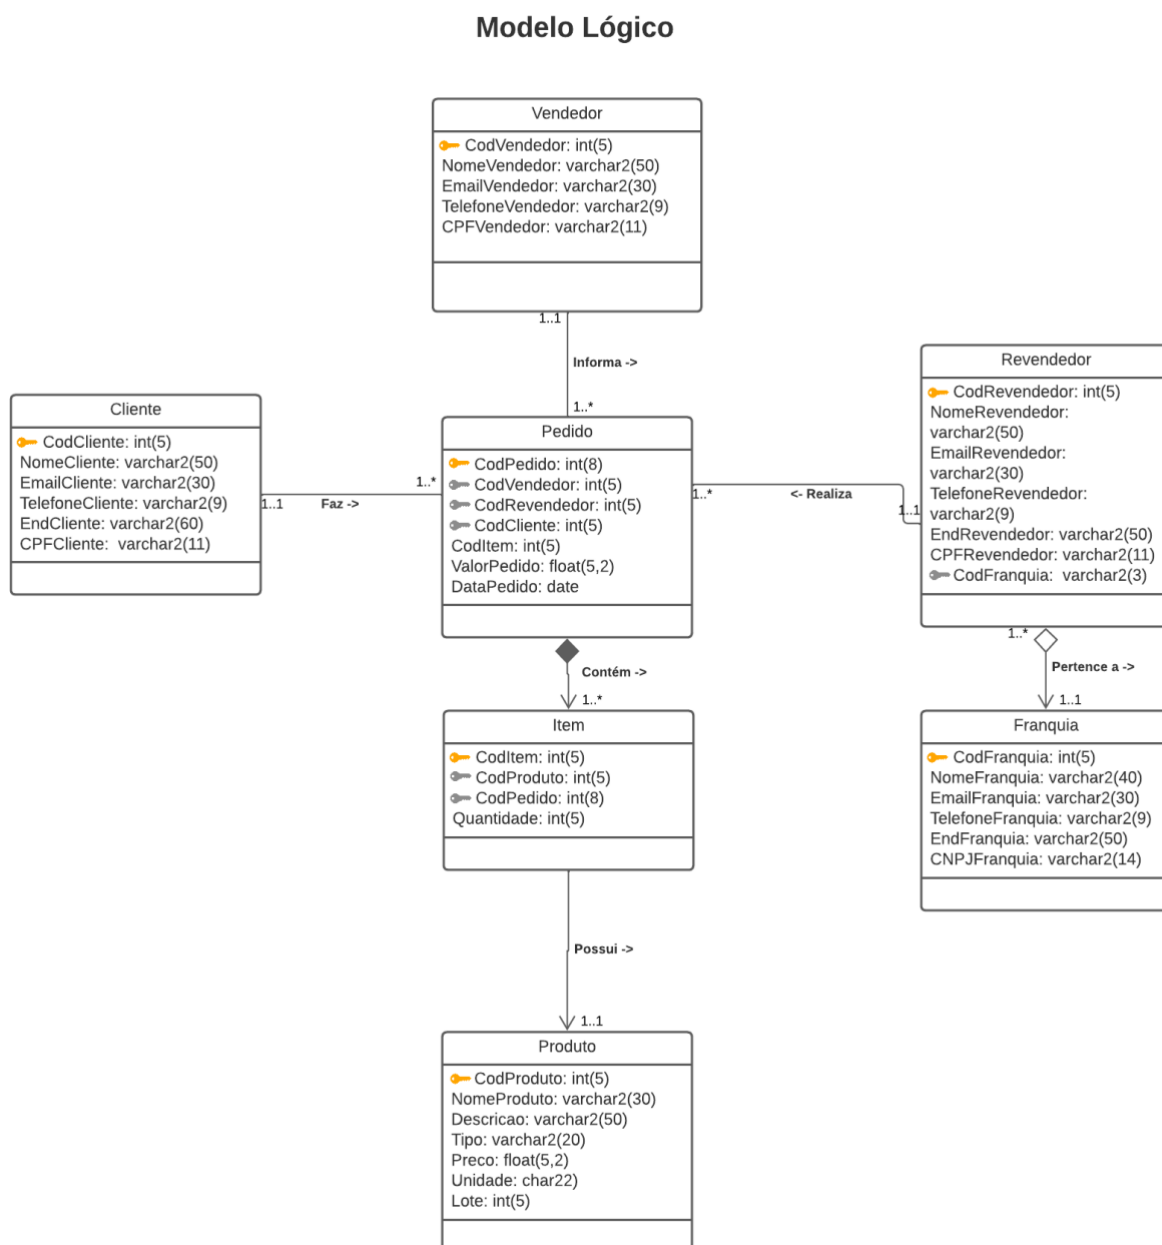 Modelo Lógico
Vendedor
CodVendedor: int(5)
NomeVendedor: varchar2(50)
EmailVendedor: varchar2(30)
TelefoneVendedor: varchar2(9)
CPFVendedor: varchar2(11)
1..1
Informa ->
1..*
Cliente
CodCliente: int(5)
NomeCliente: varchar2(50)
EmailCliente: varchar2(30)
TelefoneCliente: varchar2(9)
EndCliente: varchar2(60)
CPFCliente: varchar2(11)
1..1
Faz ->
1..*
Pedido
CodPedido: int(8)
CodVendedor: int(5)
CodRevendedor: int(5)
CodCliente: int(5)
CodItem: int(5)
ValorPedido: float(5,2)
DataPedido: date
1..*
<- Realiza
1..1
Revendedor
CodRevendedor: int(5)
NomeRevendedor:
varchar2(50)
EmailRevendedor:
varchar2(30)
TelefoneRevendedor:
varchar2(9)
EndRevendedor: varchar2(50)
CPFRevendedor: varchar2(11)
CodFranquia: varchar2(3)
1..*
Pertence a ->
1..1
Contém ->
1..*
Item
CodItem: int(5)
CodProduto: int(5)
CodPedido: int(8)
Quantidade: int(5)
Franquia
CodFranquia: int(5)
NomeFranquia: varchar2(40)
EmailFranquia: varchar2(30)
TelefoneFranquia: varchar2(9)
EndFranquia: varchar2(50)
CNPJFranquia: varchar2(14)
Possui ->
1..1
Produto
CodProduto: int(5)
NomeProduto: varchar2(30)
Descricao: varchar2(50)
Tipo: varchar2(20)
Preco: float(5,2)
Unidade: char22)
Lote: int(5)